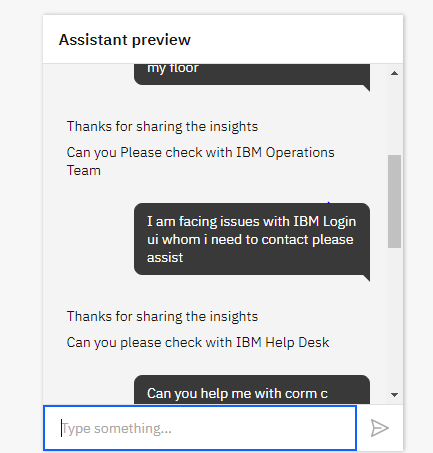 Assistant preview
my floor
Thanks for sharing the insights
Can you Please check with IBM Operations
Team
I am facing issues with IBM Login
ui whom i need to contact please
assist
Thanks for sharing the insights
Can you please check with IBM Help Desk
Can you help me with corm c
Type something...